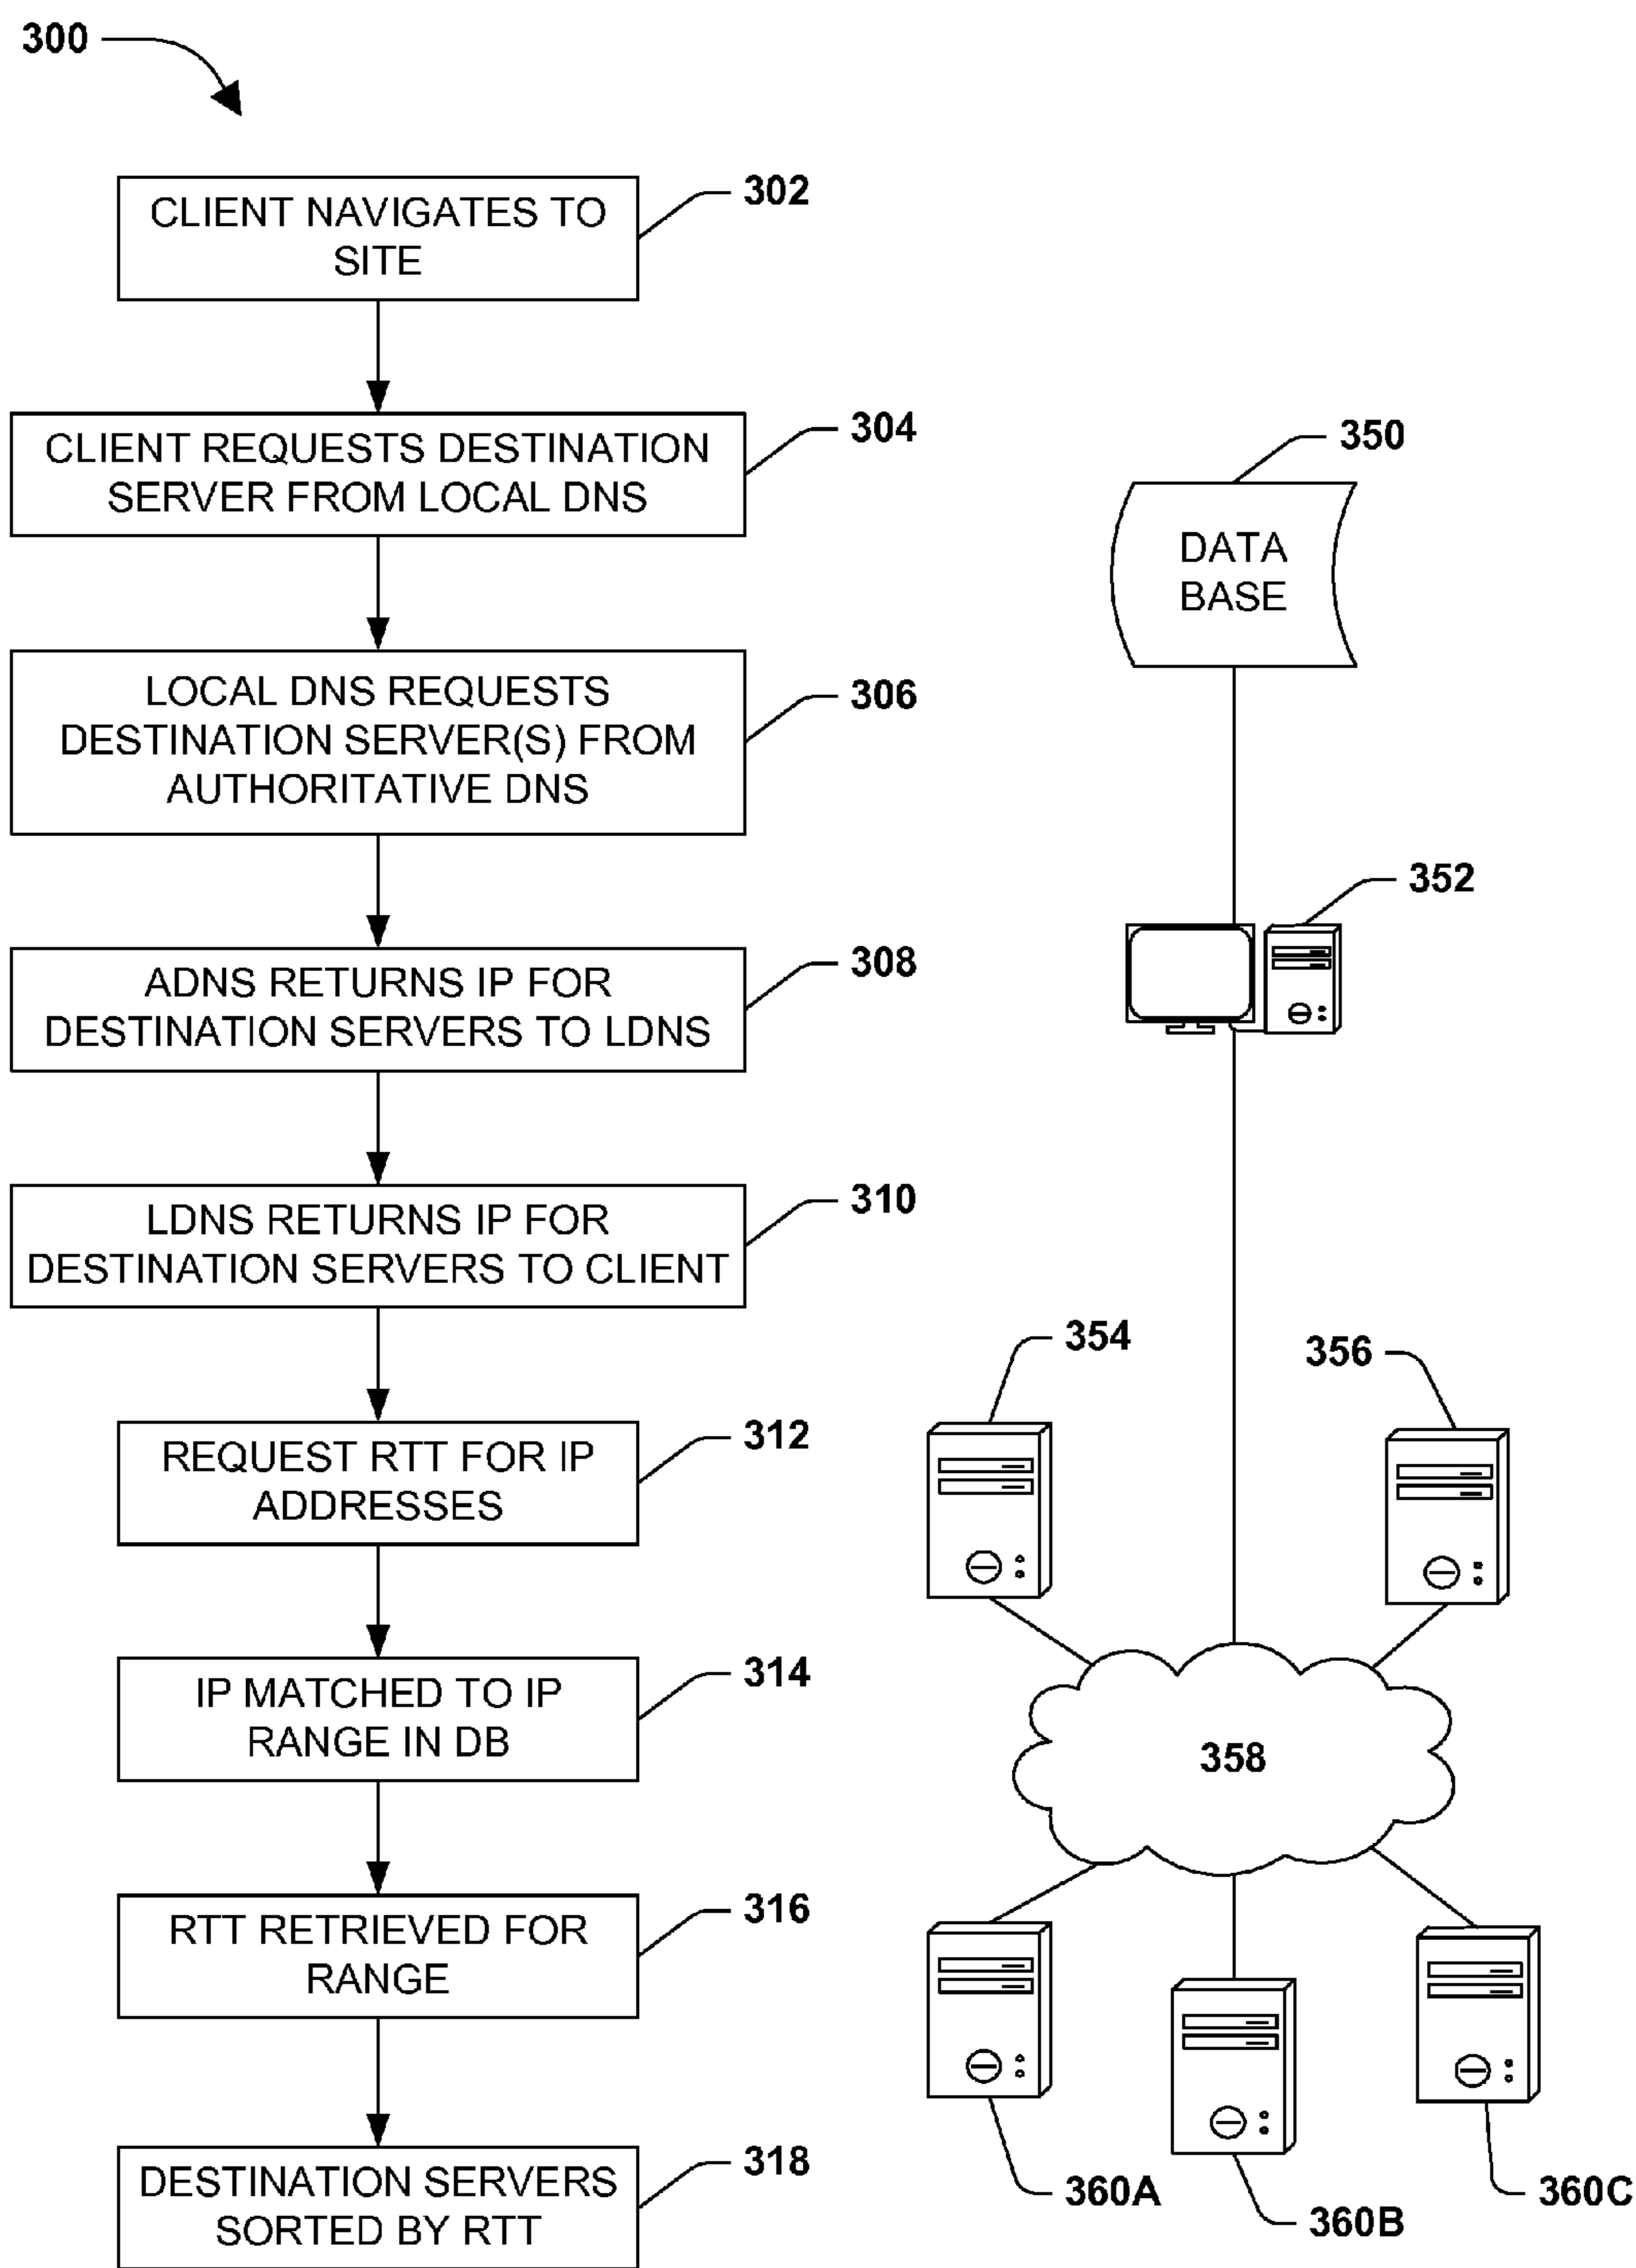 300
CLIENT NAVIGATES TO
SITE
302
CLIENT REQUESTS DESTINATION
SERVER FROM LOCAL DNS
304
LOCAL DNS REQUESTS
DESTINATION SERVER(S) FROM
AUTHORITATIVE DNS
306
ADNS RETURNS IP FOR
DESTINATION SERVERS TO LDNS
308
LDNS RETURNS IP FOR
DESTINATION SERVERS TO CLIENT
310
REQUEST RTT FOR IP
ADDRESSES
312
IP MATCHED TO IP
RANGE IN DB
314
RTT RETRIEVED FOR
RANGE
316
DESTINATION SERVERS
SORTED BY RTT
318
350
DATA
BASE
352
354
356
358
360A
360B
360C